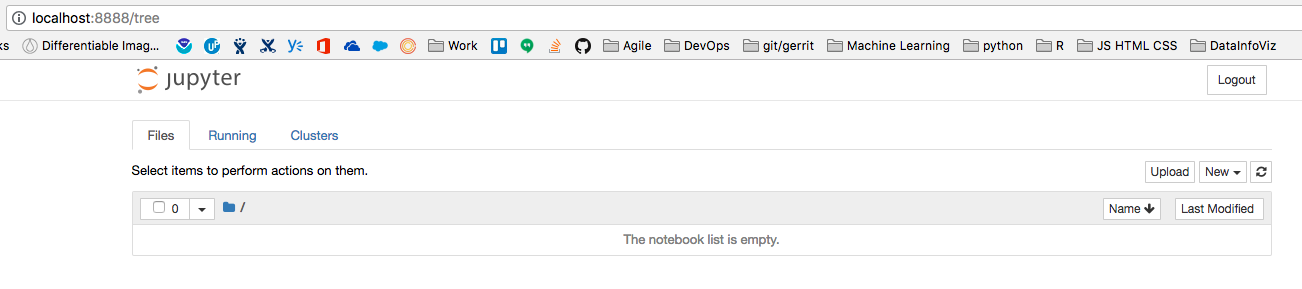 localhost:8888/tree
ks Differentiable Imag... Work Agile DevOps git/gerrit Machine Learning python R JS HTML CSS DataInfoViz
jupyter Logout
Files Running Clusters
Select items to perform actions on them. Upload New
0 / Name Last Modified
The notebook list is empty.